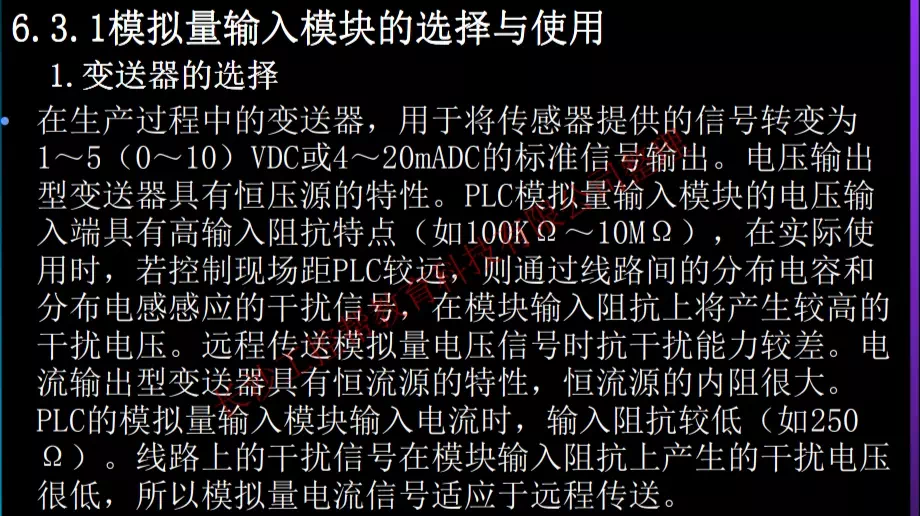 6.3.1模拟量输入模块的选择与使用
1.变送器的选择
在生产过程中的变送器，用于将传感器提供的信号转变为
1～5（0～10）VDC或4～20mADC的标准信号输出。电压输出
型变送器具有恒压源的特性。PLC模拟量输入模块的电压输
入端具有高输入阻抗特点（如100KΩ～10MΩ），在实际使
用时，若控制现场距PLC较远，则通过线路间的分布电容和
分布电感感应的干扰信号，在模块输入阻抗上将产生较高的
干扰电压。远程传送模拟量电压信号时抗干扰能力较差。电
流输出型变送器具有恒流源的特性，恒流源的内阻很大。
PLC的模拟量输入模块输入电流时，输入阻抗较低（如250
Ω）。线路上的干扰信号在模块输入阻抗上产生的干扰电压
很低，所以模拟量电流信号适应于远程传送。